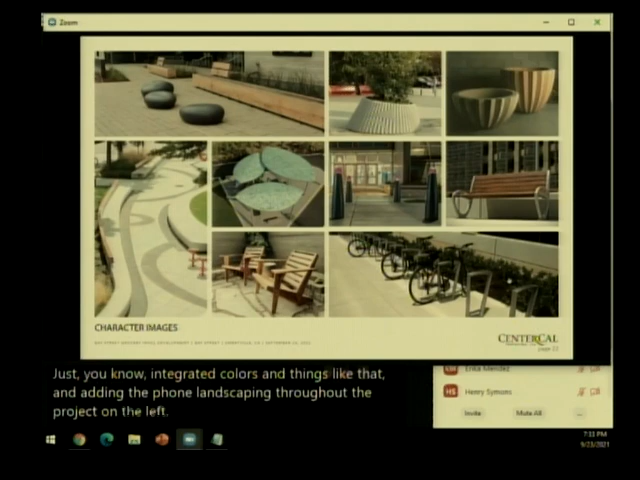 Zoom
CHARACTER IMAGES
CENTERCAL
Just, you know, integrated colors and things like that,
and adding the phone landscaping throughout the
project on the left.
Erica Mendez
HS Henry Symons
Invite Mute All ...
7:33 PM
9/23/2021